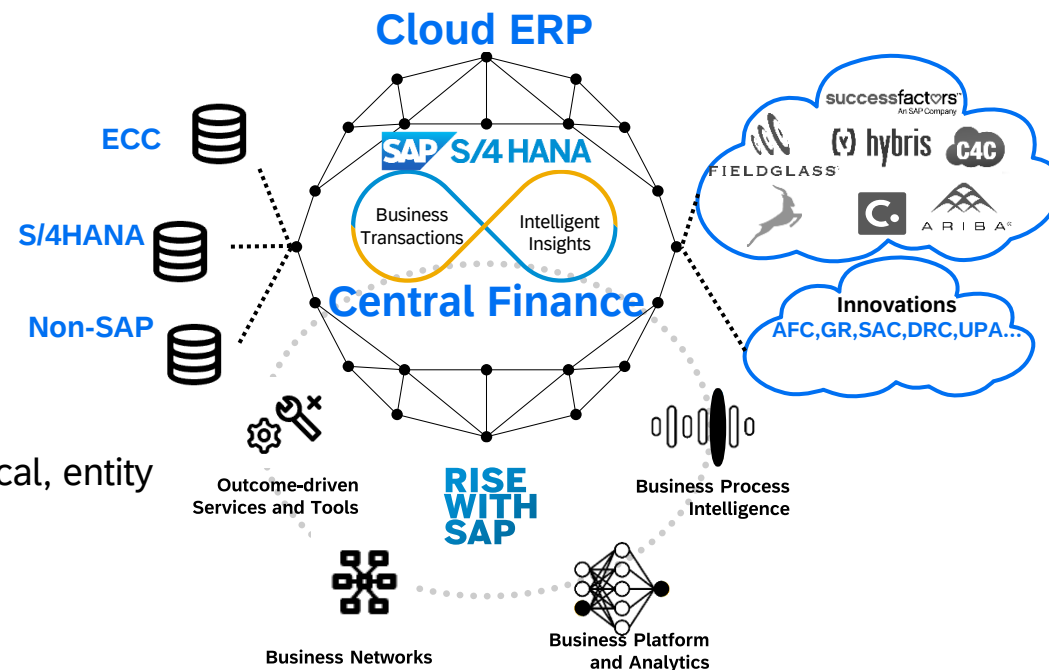 Cloud ERP
ECC
S/4HANA
Non-SAP
SAP S/4HANA
Business
Transactions
Intelligent
Insights
Central Finance
successfactors™
An SAP Company
FIELDGLASS
(v) hybris
C4C
C.
ARIBA
Innovations
AFC,GR,SAC,DRC,UPA...
cal, entity
Outcome-driven
Services and Tools
RISE
WITH
SAP
Business Process
Intelligence
Business Networks
Business Platform
and Analytics